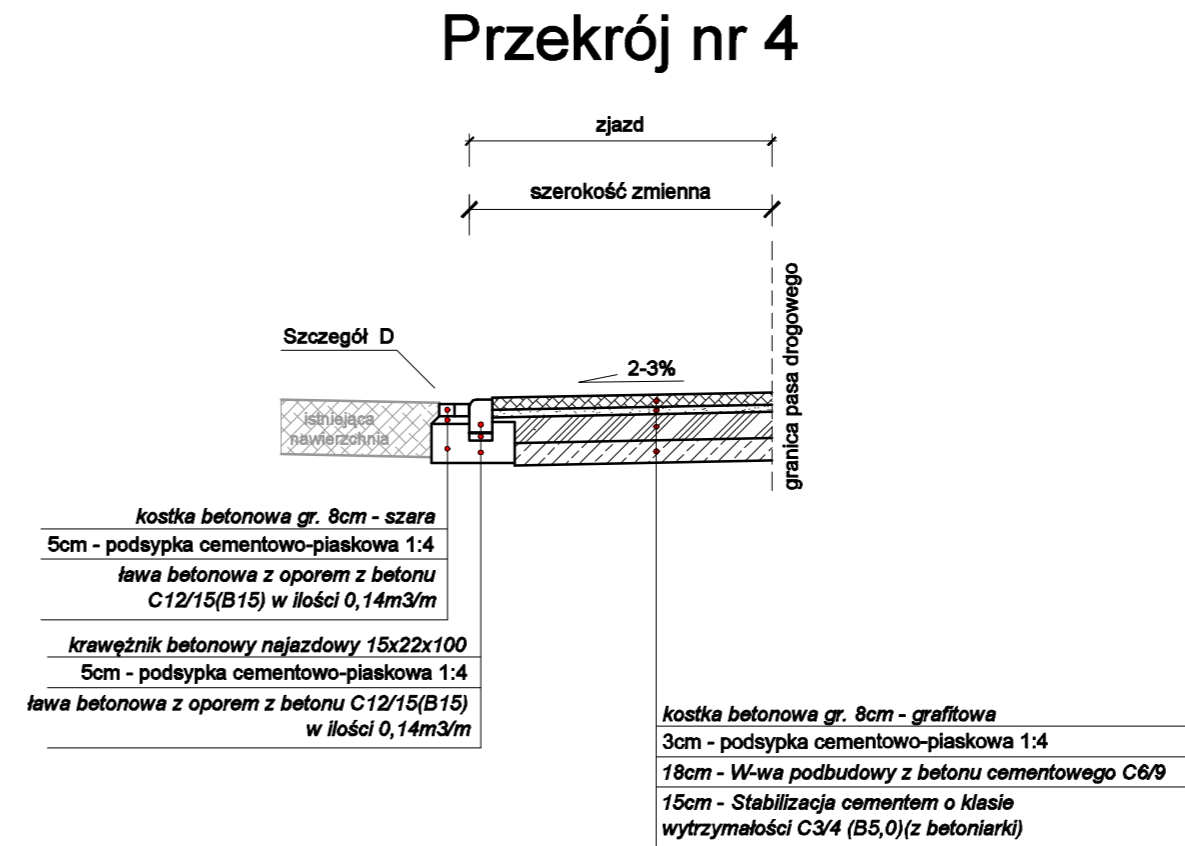 Przekrój nr 4
zjazd
szerokość zmienna
granica pasa drogowego
Szczegół D
2-3%
istniejąca
nawierzchnia
kostka betonowa gr. 8cm - szara
5cm - podsypka cementowo-piaskowa 1:4
ława betonowa z oporem z betonu
C12/15(B15) w ilości 0,14m3/m
krawężnik betonowy najazdowy 15x22x100
5cm - podsypka cementowo-piaskowa 1:4
ława betonowa z oporem z betonu C12/15(B15)
w ilości 0,14m3/m
kostka betonowa gr. 8cm - grafitowa
3cm - podsypka cementowo-piaskowa 1:4
18cm - W-wa podbudowy z betonu cementowego C6/9
15cm - Stabilizacja cementem o klasie
wytrzymałości C3/4 (B5,0)(z betoniarki)